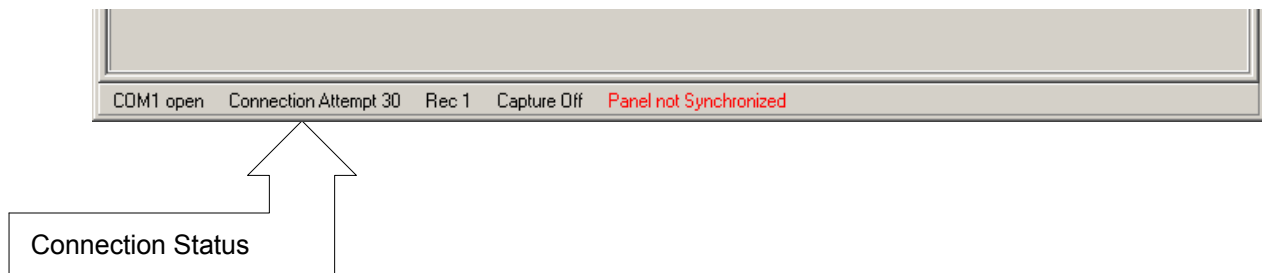 COM1 open Connection Attempt 30 Rec 1 Capture Off Panel not Synchronized
Connection Status